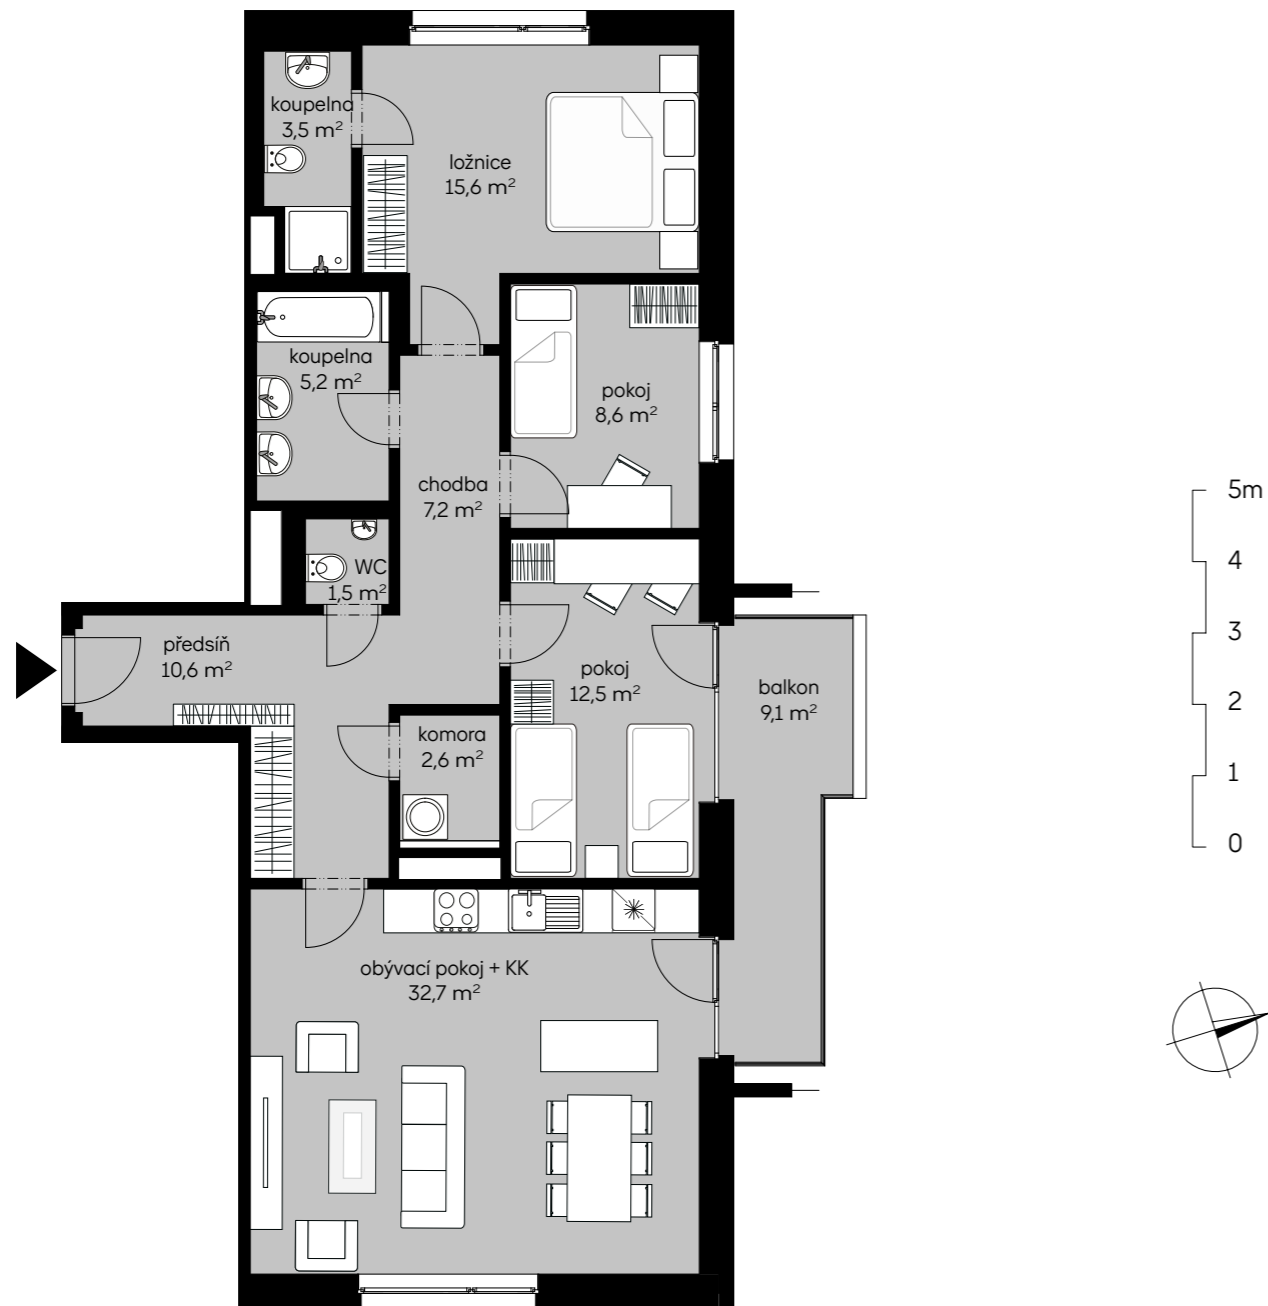 koupelna
3,5 m²
ložnice
15,6 m²
koupelna
5,2 m²
pokoj
8,6 m²
chodba
7,2 m²
WC
1,5 m²
předsíň
10,6 m²
pokoj
12,5 m²
balkon
9,1 m²
komora
2,6 m²
obývací pokoj + KK
32,7 m²
5m
4
3
2
1
0